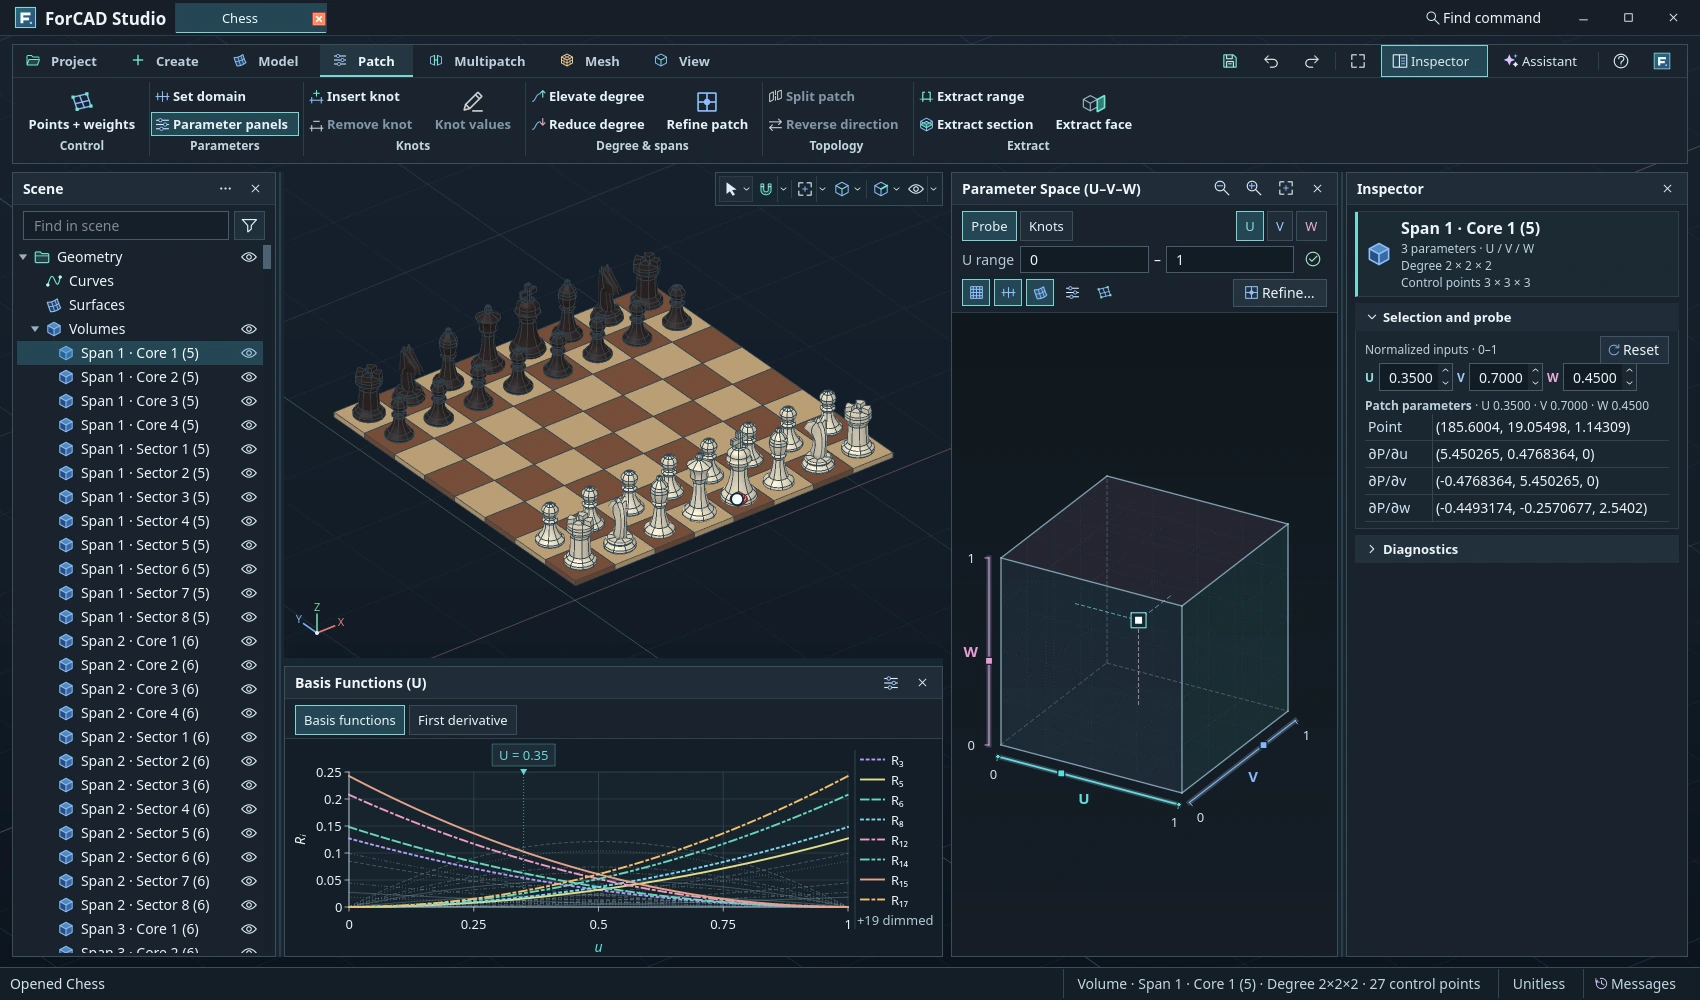 F. ForCAD Studio
Chess
Find command
Project
Create
Model
Patch
Multipatch
Mesh
View
Inspector
Assistant
F.
Points + weights
Control
Set domain
Parameter panels
Parameters
Insert knot
Remove knot
Knot values
Knots
Elevate degree
Reduce degree
Refine patch
Degree & spans
Split patch
Reverse direction
Topology
Extract range
Extract section
Extract face
Extract
Scene
Find in scene
Geometry
Curves
Surfaces
Volumes
Span 1 · Core 1 (5)
Span 1 · Core 2 (5)
Span 1 · Core 3 (5)
Span 1 · Core 4 (5)
Span 1 · Sector 1 (5)
Span 1 · Sector 2 (5)
Span 1 · Sector 3 (5)
Span 1 · Sector 4 (5)
Span 1 · Sector 5 (5)
Span 1 · Sector 6 (5)
Span 1 · Sector 7 (5)
Span 1 · Sector 8 (5)
Span 2 · Core 1 (6)
Span 2 · Core 2 (6)
Span 2 · Core 3 (6)
Span 2 · Core 4 (6)
Span 2 · Sector 1 (6)
Span 2 · Sector 2 (6)
Span 2 · Sector 3 (6)
Span 2 · Sector 4 (6)
Span 2 · Sector 5 (6)
Span 2 · Sector 6 (6)
Span 2 · Sector 7 (6)
Span 2 · Sector 8 (6)
Span 3 · Core 1 (6)
Span 3 · Core 2 (6)
Z
Y
X
Basis Functions (U)
Basis functions
First derivative
U = 0.35
0.25
0.2
0.15
0.1
0.05
0
Rᵢ
0
0.25
0.5
0.75
1
u
R₃
R₅
R₆
R₈
R₁₂
R₁₄
R₁₅
R₁₇
+19 dimmed
Parameter Space (U–V–W)
Probe
Knots
U
V
W
U range
0
–
1
Refine...
1
W
0
0
U
1
0
V
1
Inspector
Span 1 · Core 1 (5)
3 parameters · U / V / W
Degree 2 × 2 × 2
Control points 3 × 3 × 3
Selection and probe
Normalized inputs · 0–1
Reset
U 0.3500 V 0.7000 W 0.4500
Patch parameters · U 0.3500 · V 0.7000 · W 0.4500
Point (185.6004, 19.05498, 1.14309)
∂P/∂u (5.450265, 0.4768364, 0)
∂P/∂v (-0.4768364, 5.450265, 0)
∂P/∂w (-0.4493174, -0.2570677, 2.5402)
Diagnostics
Opened Chess
Volume · Span 1 · Core 1 (5) · Degree 2×2×2 · 27 control points
Unitless
Messages